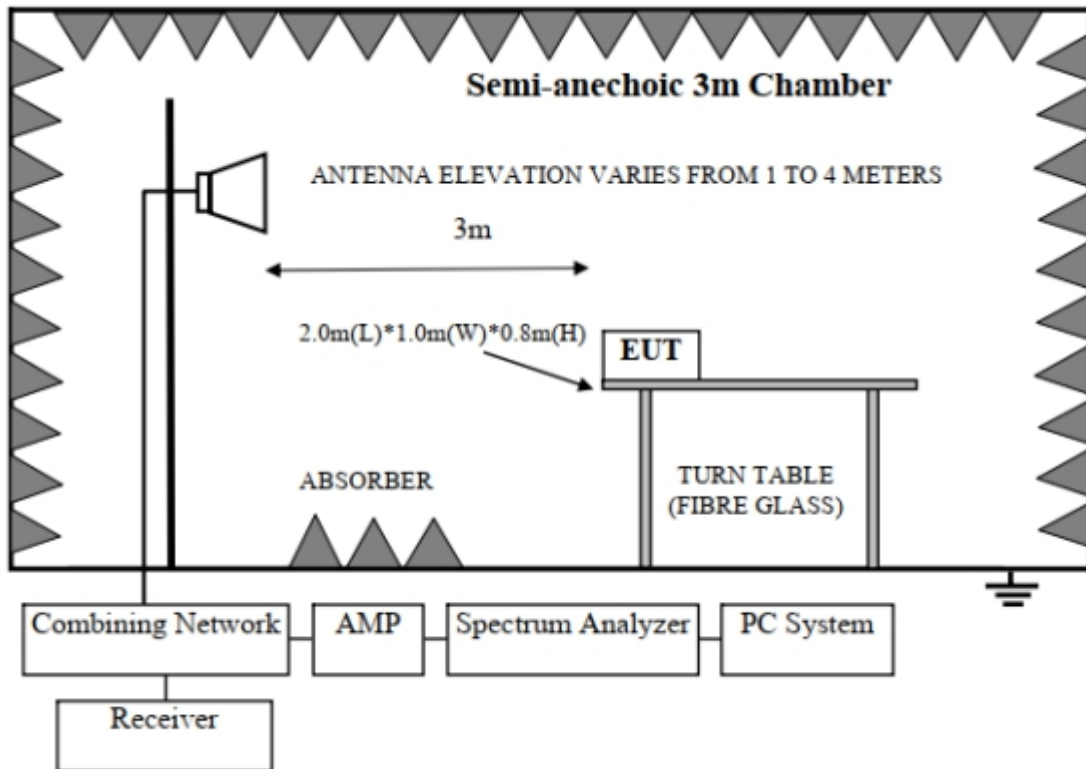 Semi-anechoic 3m Chamber
ANTENNA ELEVATION VARIES FROM 1 TO 4 METERS
3m
2.0m(L)*1.0m(W)*0.8m(H)
EUT
ABSORBER
TURN TABLE
(FIBRE GLASS)
Combining Network
AMP
Spectrum Analyzer
PC System
Receiver